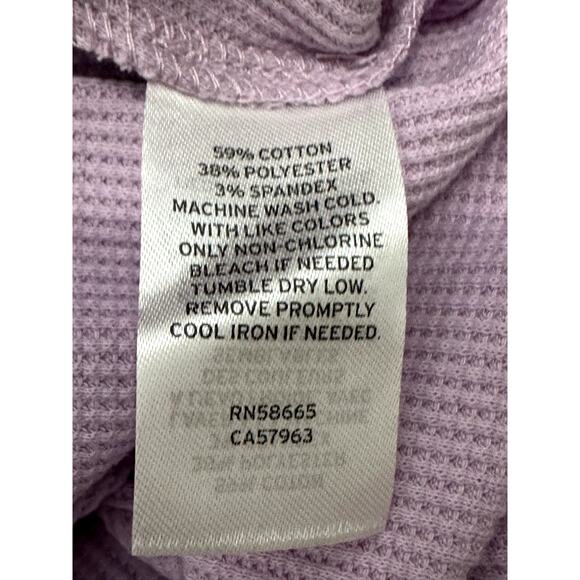 59% COTTON
38% POLYESTER
3% SPANDEX
MACHINE WASH COLD.
WITH LIKE COLORS
ONLY NON-CHLORINE
BLEACH IF NEEDED
TUMBLE DRY LOW.
REMOVE PROMPTLY
COOL IRON IF NEEDED.
RN58665
CA57963